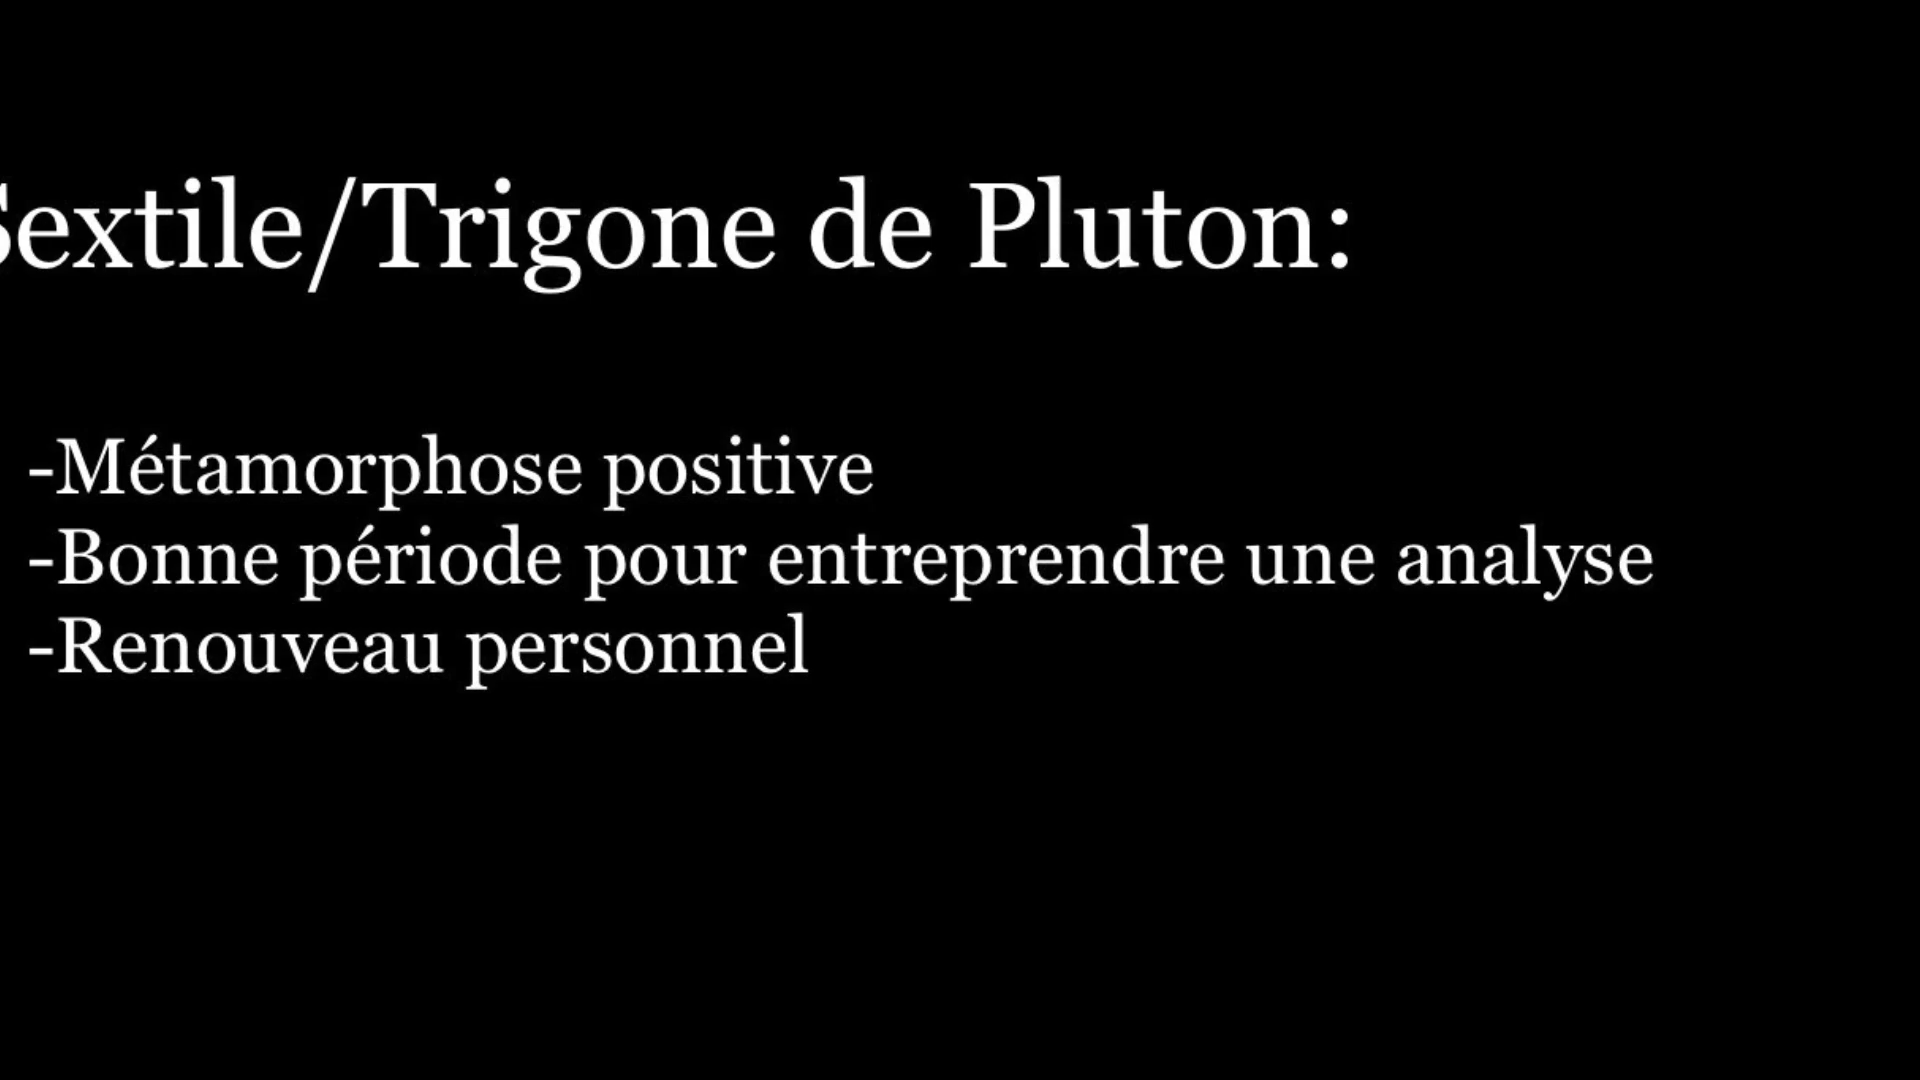 Sextile/Trigone de Pluton:
-Métamorphose positive
-Bonne période pour entreprendre une analyse
-Renouveau personnel